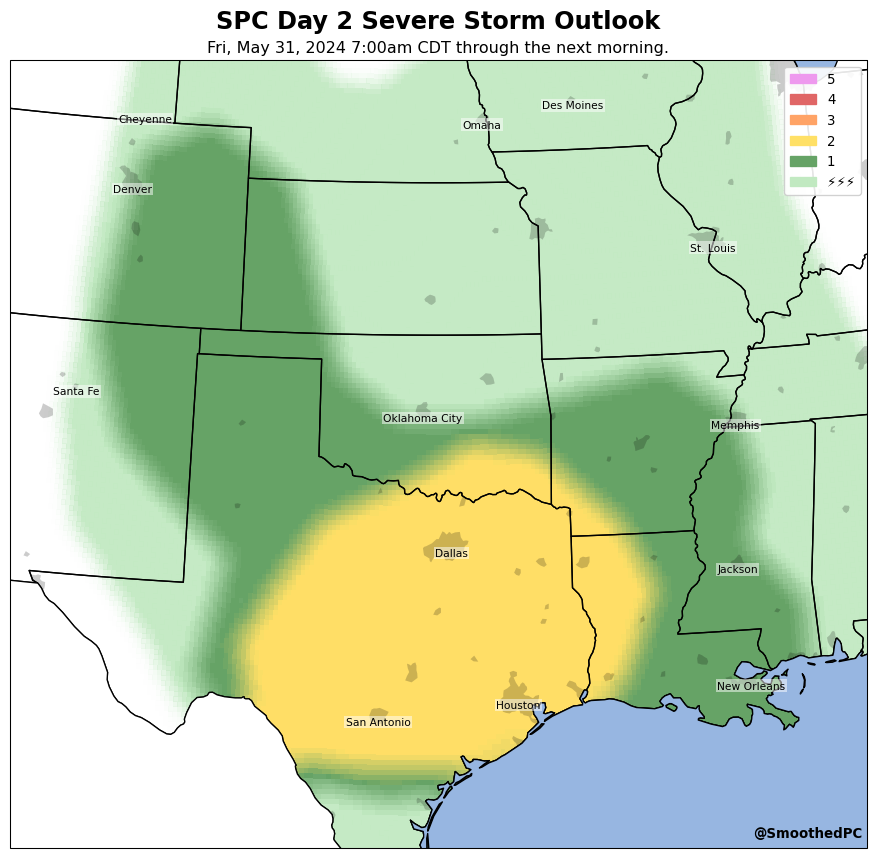 SPC Day 2 Severe Storm Outlook
Fri, May 31, 2024 7:00am CDT through the next morning.
5
4
3
2
1
⚡⚡⚡
Cheyenne
Omaha
Des Moines
Denver
St. Louis
Santa Fe
Oklahoma City
Memphis
Dallas
Jackson
New Orleans
Houston
San Antonio
@SmoothedPC